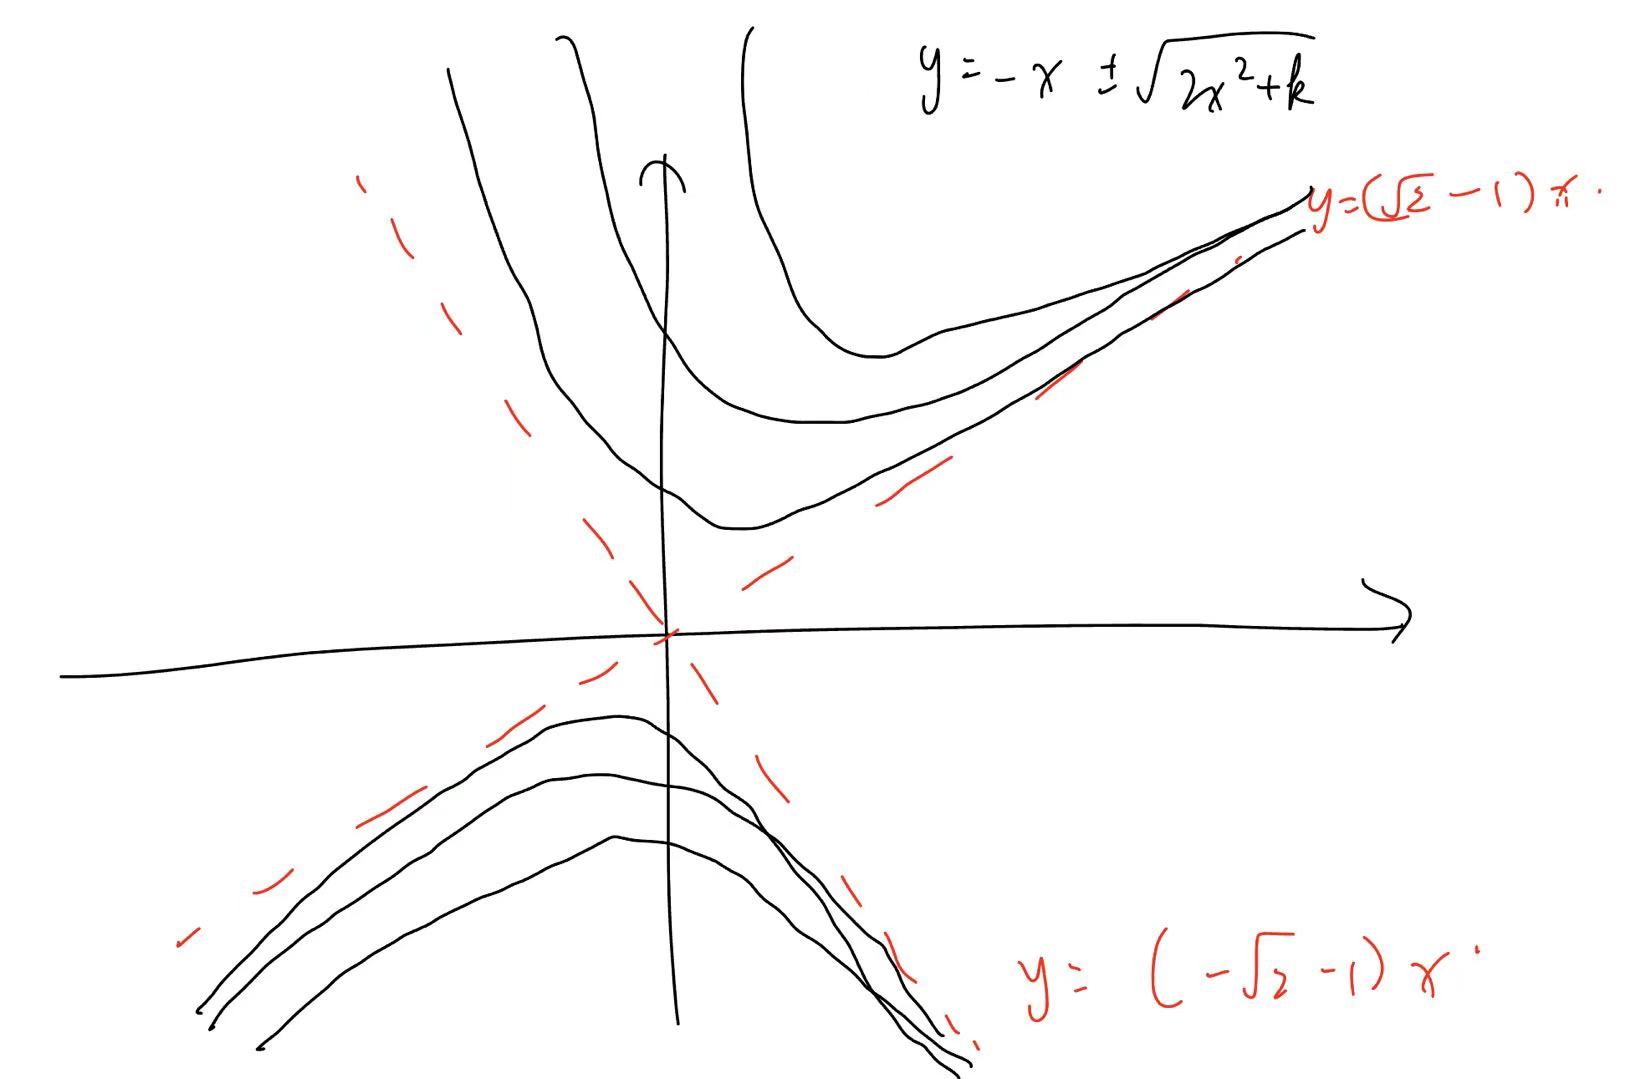 y = -x ± √(2x²+k)
y=(√2 -1) x.
y = (-√2 -1) x.